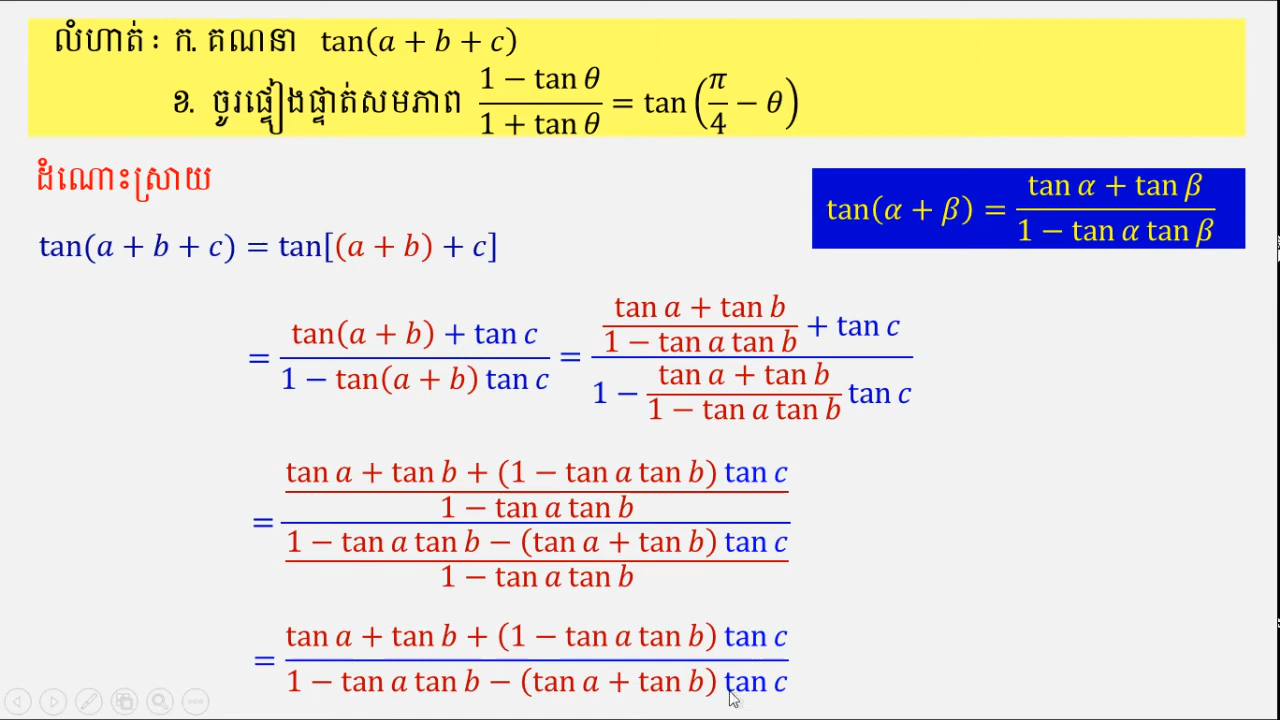 លំហាត់៖ ក. គណនា tan(a + b + c)
ខ. ចូរផ្ទៀងផ្ទាត់សមភាព (1 − tan θ)/(1 + tan θ) = tan(π/4 − θ)
ដំណោះស្រាយ
tan(α + β) = (tan α + tan β)/(1 − tan α tan β)
tan(a + b + c) = tan[(a + b) + c]
= (tan(a + b) + tan c)/(1 − tan(a + b) tan c) = ((tan a + tan b)/(1 − tan a tan b) + tan c)/(1 − (tan a + tan b)/(1 − tan a tan b) tan c)
= ((tan a + tan b + (1 − tan a tan b) tan c)/(1 − tan a tan b))/((1 − tan a tan b − (tan a + tan b) tan c)/(1 − tan a tan b))
= (tan a + tan b + (1 − tan a tan b) tan c)/(1 − tan a tan b − (tan a + tan b) tan c)